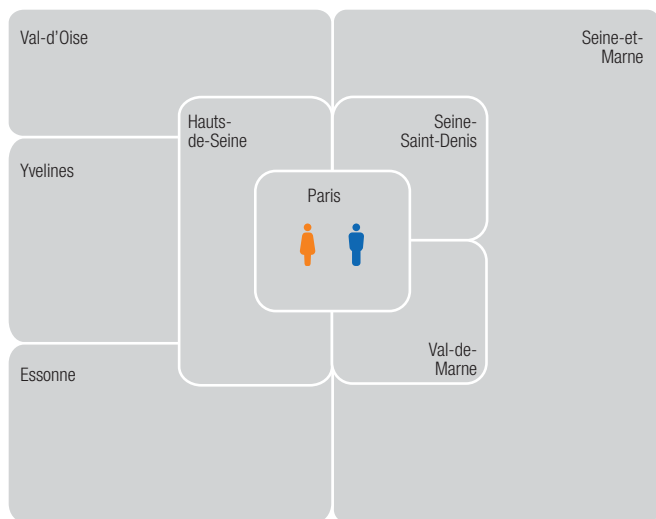 Val-d'Oise
Seine-et-
Marne
Hauts-
de-Seine
Seine-
Saint-Denis
Yvelines
Paris
Val-de-
Marne
Essonne